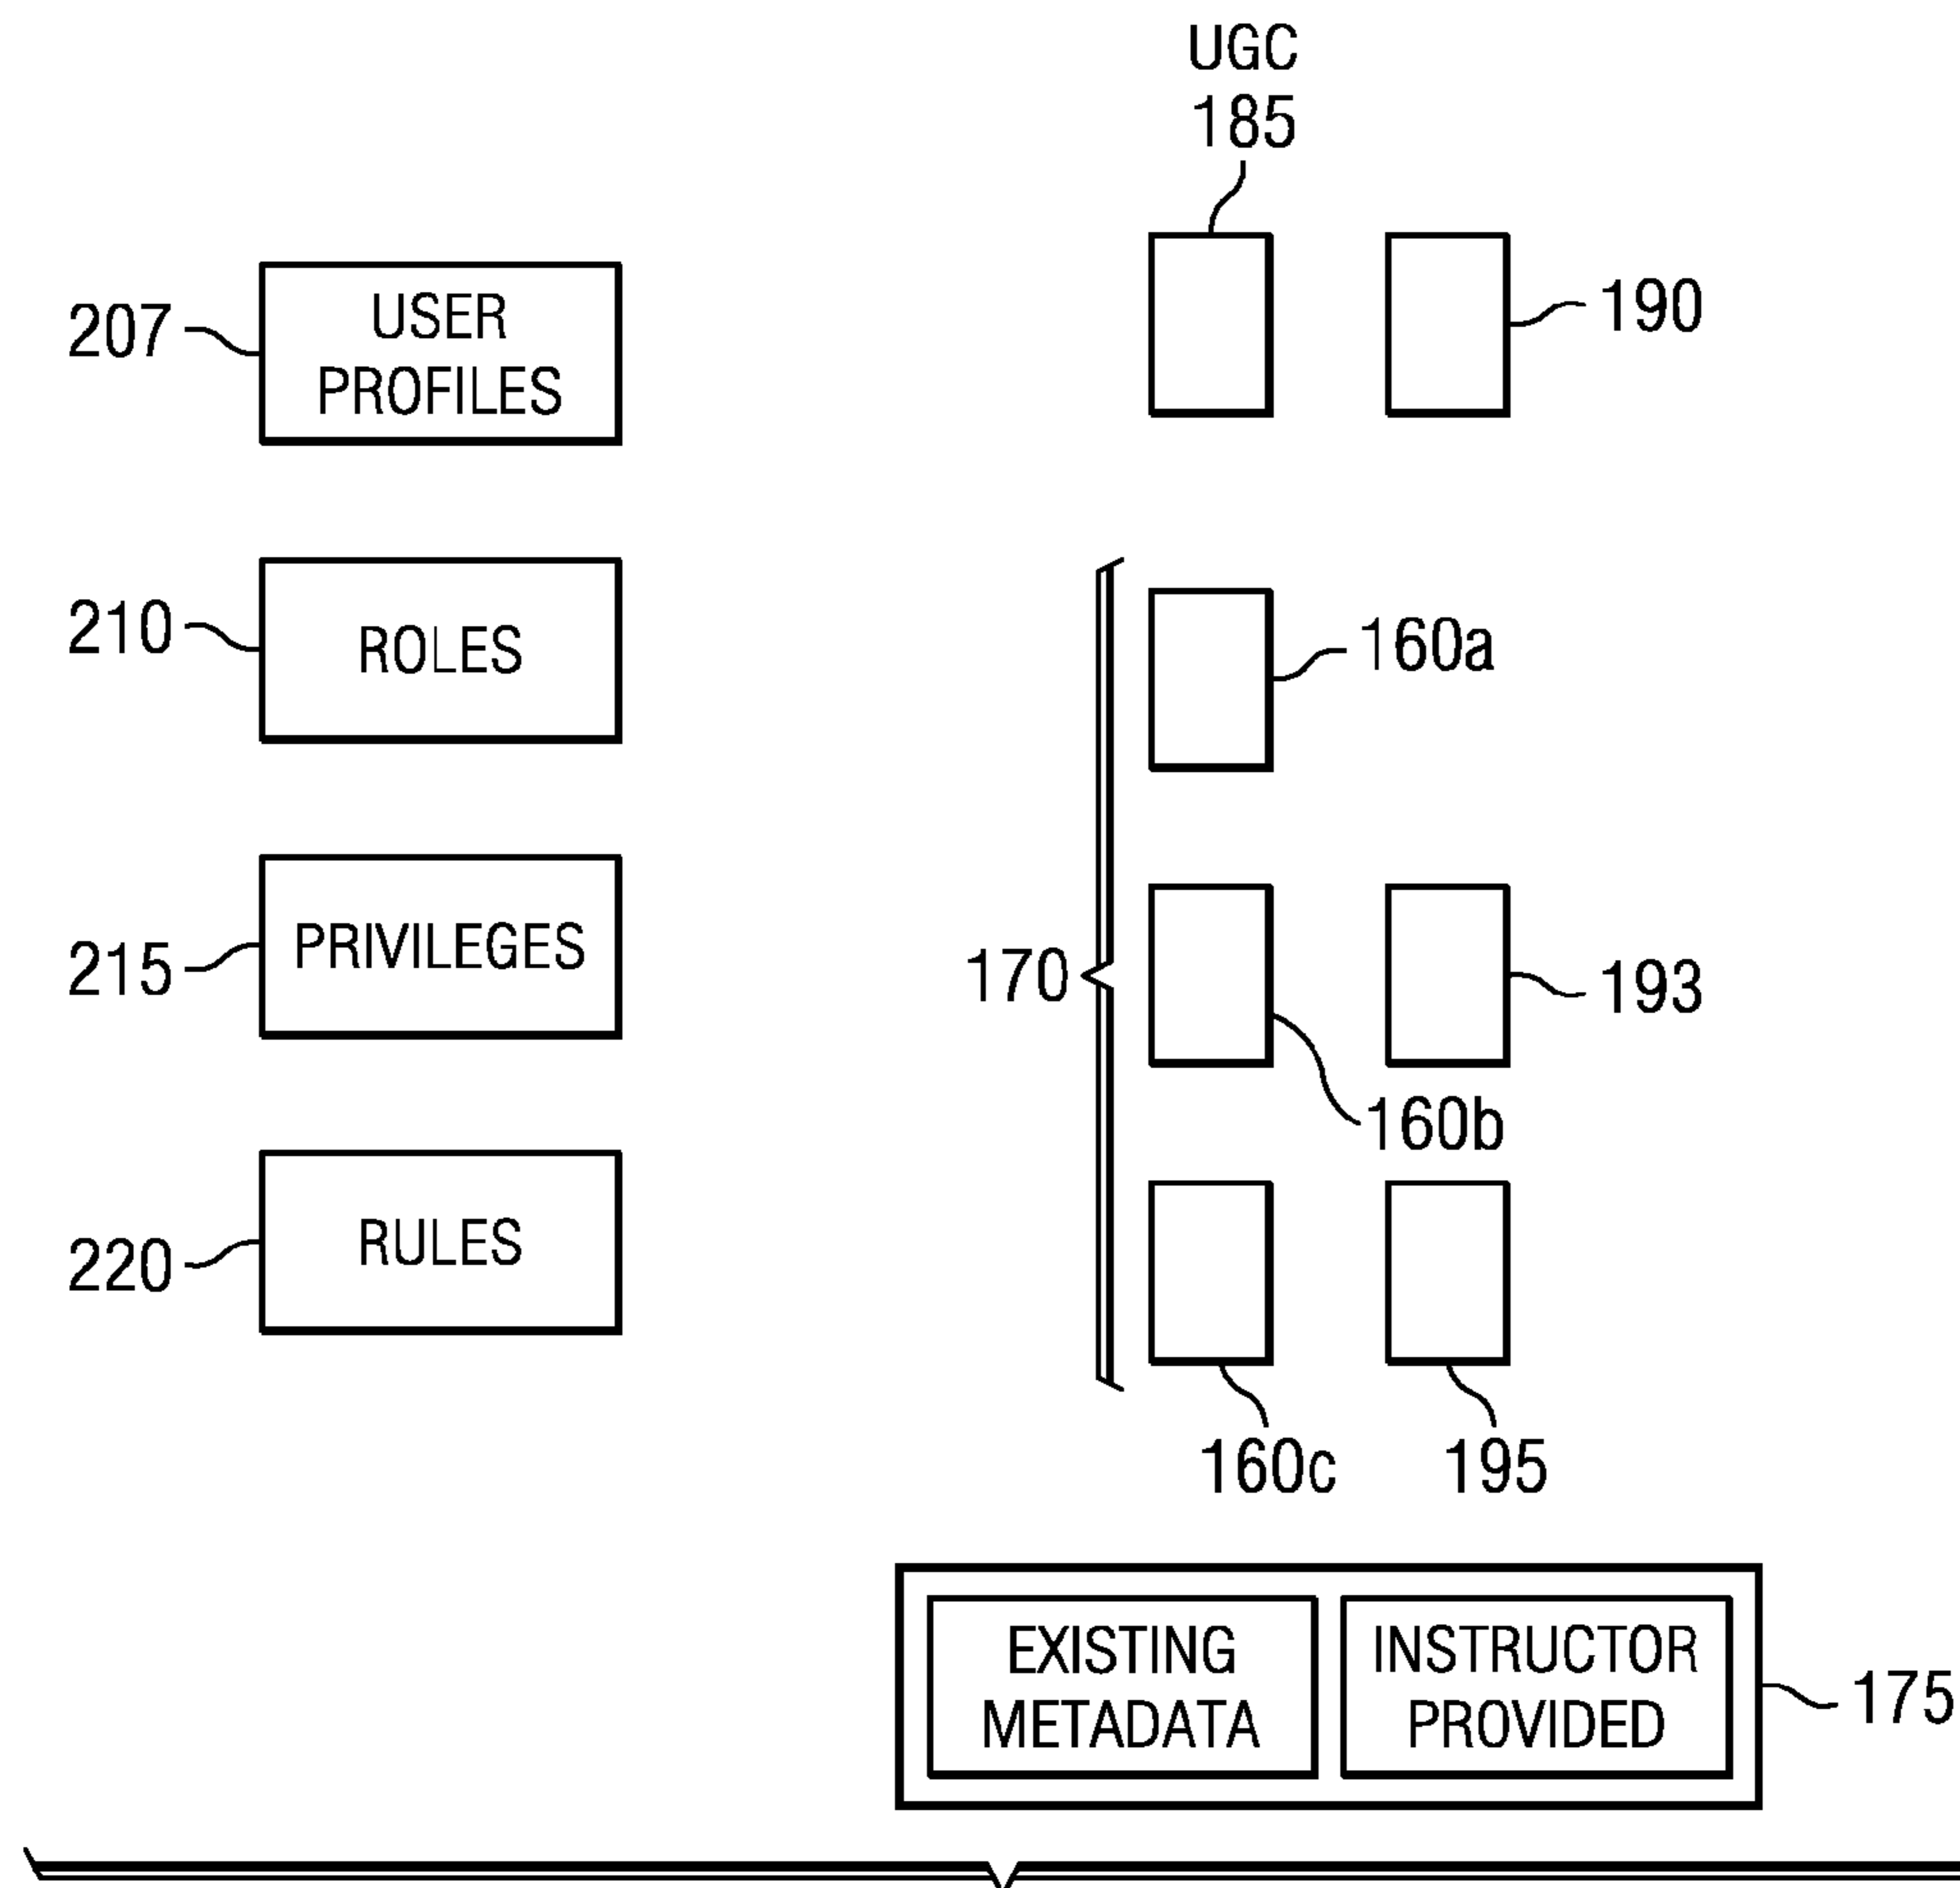 UGC
185
207
USER
PROFILES
190
210
ROLES
160a
215
PRIVILEGES
170
193
160b
220
RULES
160c
195
EXISTING
METADATA
INSTRUCTOR
PROVIDED
175